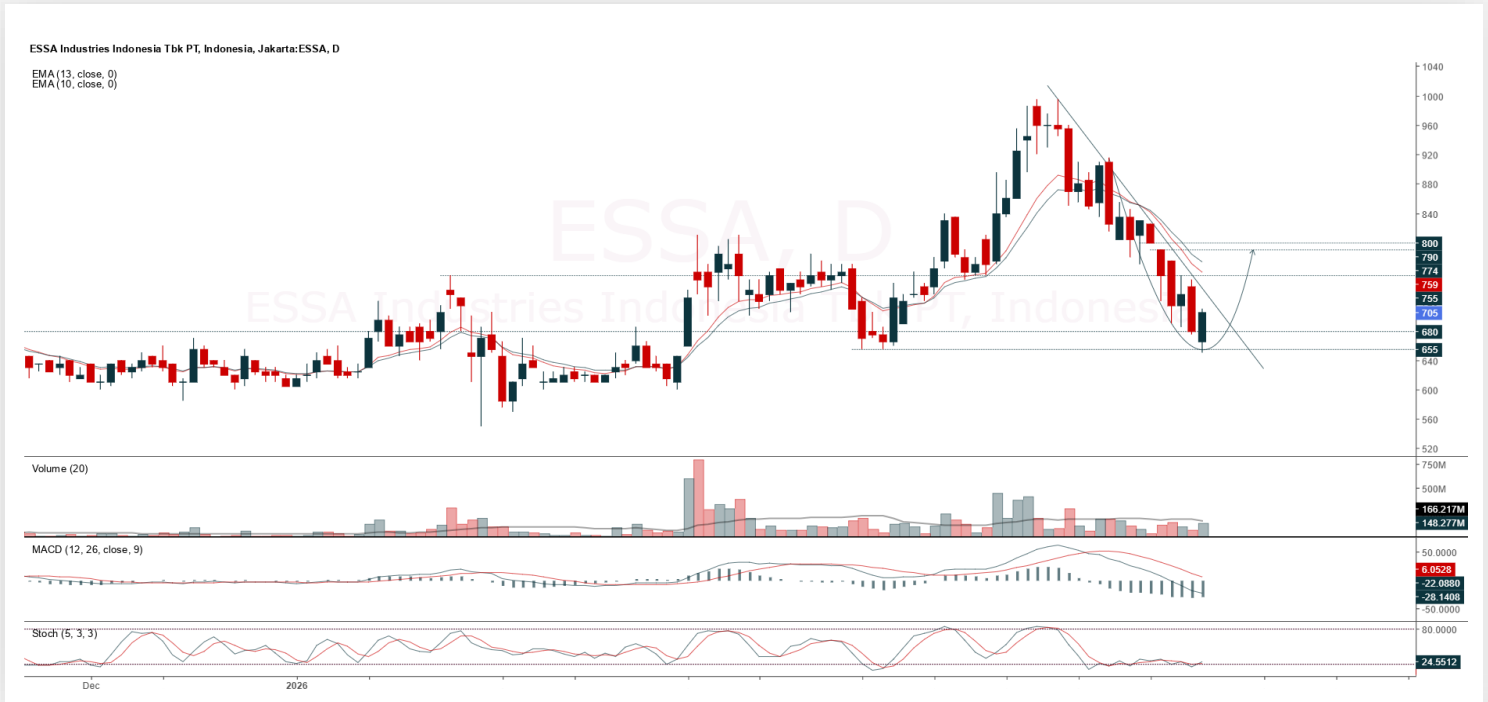 ESSA Industries Indonesia Tbk PT, Indonesia, Jakarta:ESSA, D
EMA (13, close, 0)
EMA (10, close, 0)
ESSA, D
ESSA Industries Indonesia Tbk PT, Indones
1040
1000
960
920
880
840
800
790
774
759
755
705
680
655
640
600
560
520
Volume (20)
750M
500M
166.217M
148.277M
MACD (12, 26, close, 9)
50.0000
6.0528
-22.0880
-28.1408
-50.0000
Stoch (5, 3, 3)
80.0000
24.5512
Dec
2026